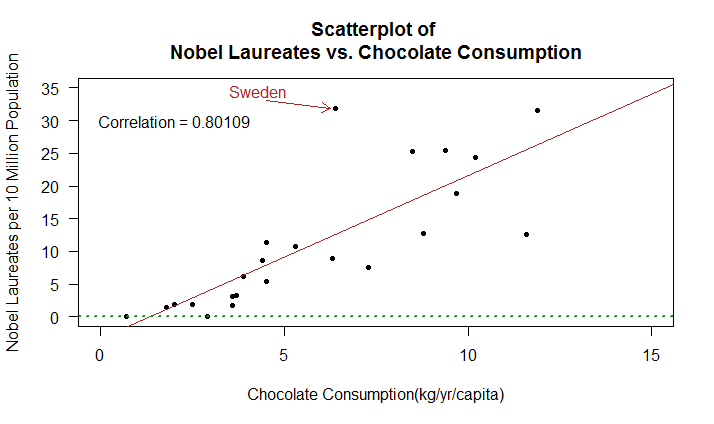 Scatterplot of
Nobel Laureates vs. Chocolate Consumption
Nobel Laureates per 10 Million Population
35
30
25
20
15
10
5
0
Sweden
Correlation = 0.80109
0 5 10 15
Chocolate Consumption(kg/yr/capita)